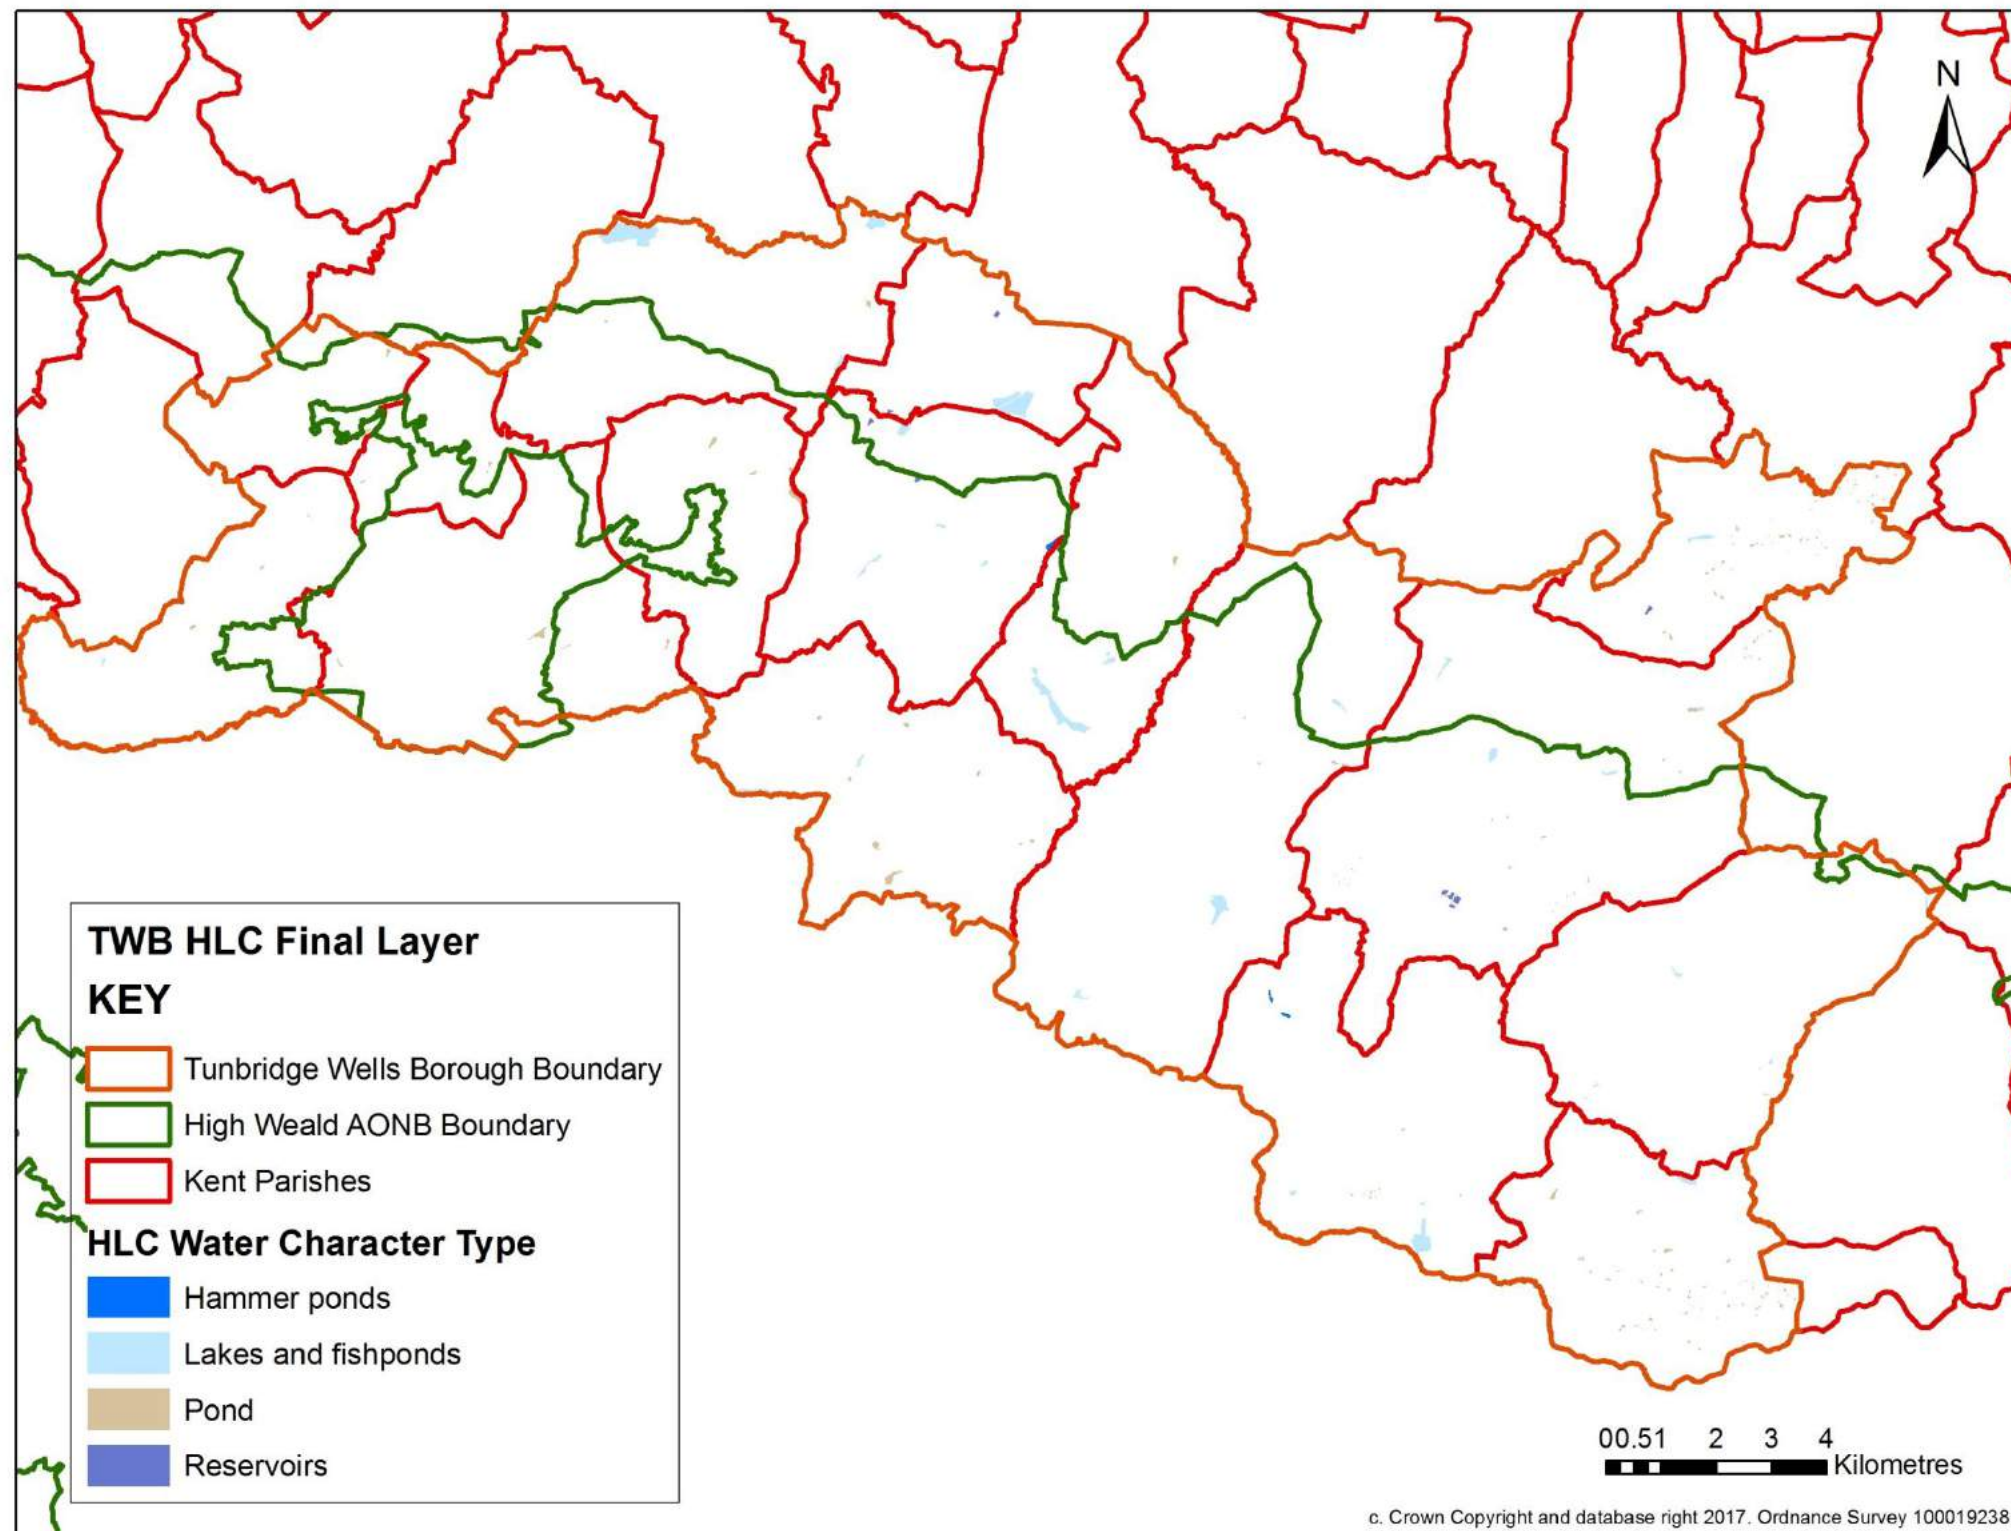 N
TWB HLC Final Layer
KEY
Tunbridge Wells Borough Boundary
High Weald AONB Boundary
Kent Parishes
HLC Water Character Type
Hammer ponds
Lakes and fishponds
Pond
Reservoirs
00.51 2 3 4
Kilometres
c. Crown Copyright and database right 2017. Ordnance Survey 100019238